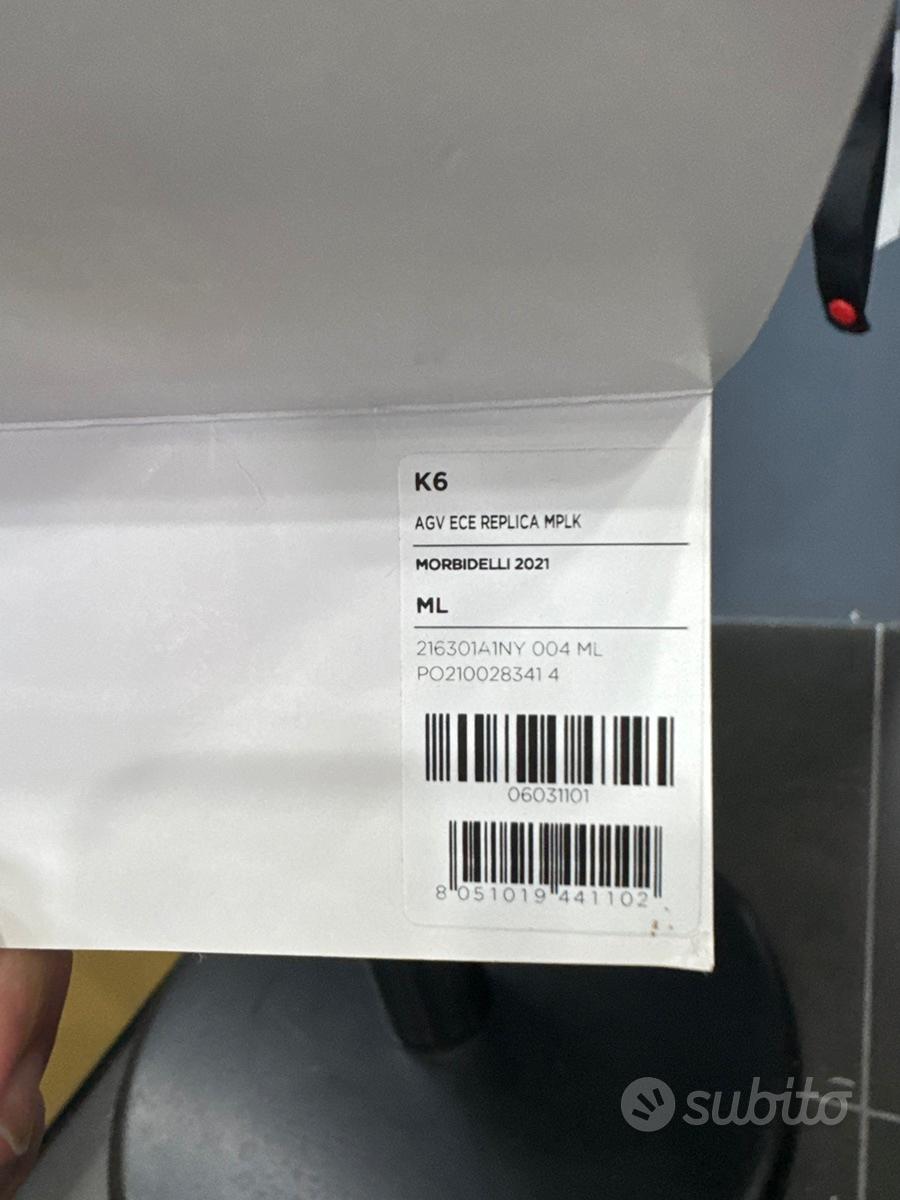 K6
AGV ECE REPLICA MPLK
MORBIDELLI 2021
ML
216301A1NY 004 ML
PO210028341 4
06031101
8 051019 441102
subito